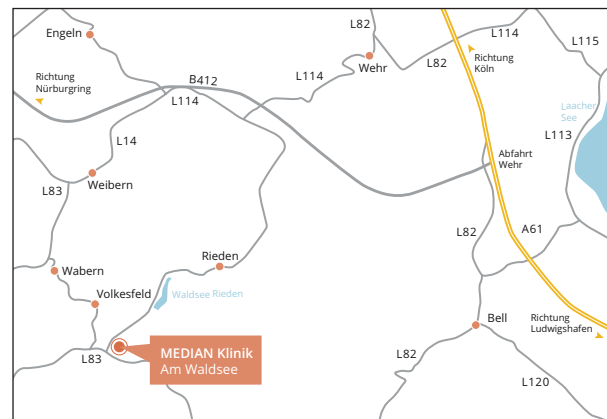 L82
L114
L115
Engeln
Richtung
Köln
Wehr
L82
Richtung
Nürburgring
B412
L114
L114
Laacher
See
L14
L113
Abfahrt
Wehr
Weibern
L83
L82
A61
Rieden
Wabern
Volkesfeld
Waldsee Rieden
Bell
Richtung
Ludwigshafen
L83
MEDIAN Klinik
Am Waldsee
L82
L120